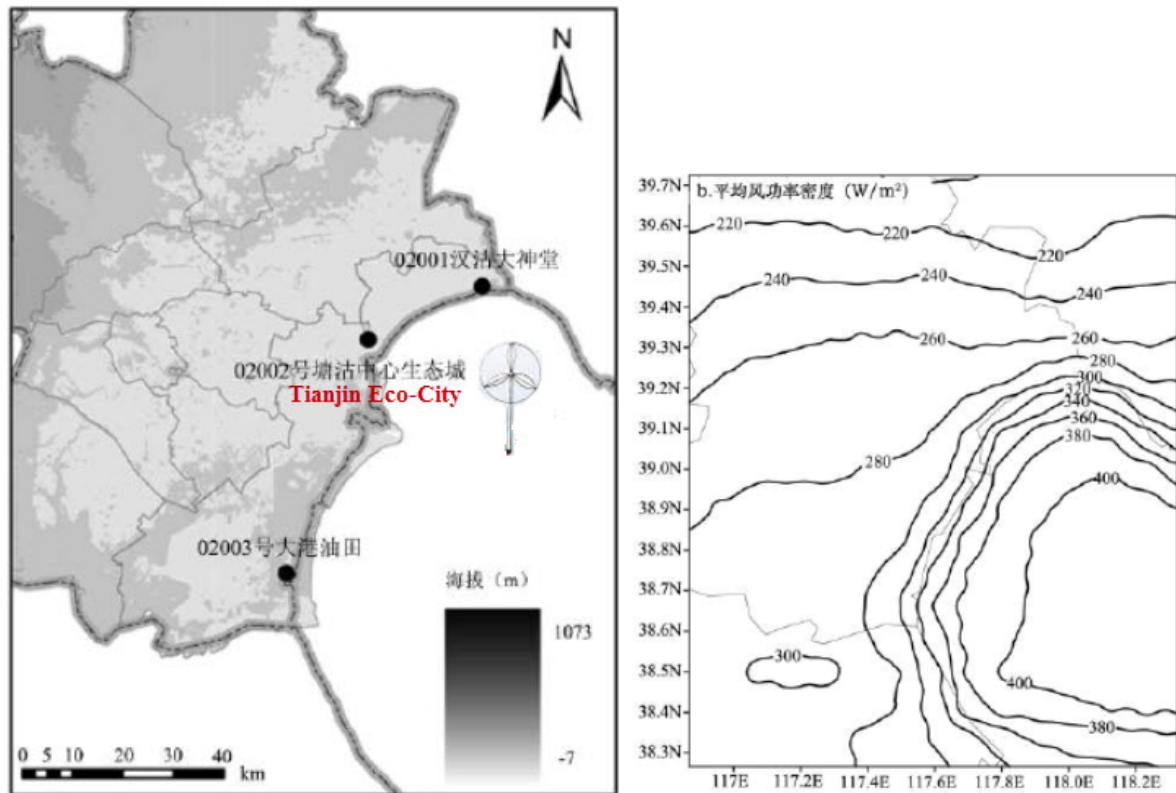 N
02001汉沽大神堂
02002号塘沽中心生态城
Tianjin Eco-City
02003号大港油田
海拔（m）
1073
-7
0 5 10 20 30 40
km
b.平均风功率密度（W/m²）
39.7N
39.6N
39.5N
39.4N
39.3N
39.2N
39.1N
39.0N
38.9N
38.8N
38.7N
38.6N
38.5N
38.4N
38.3N
220
220
220
240
240
240
260
260
260
280
300
320
340
360
380
280
400
300
400
380
117E
117.2E
117.4E
117.6E
117.8E
118.0E
118.2E